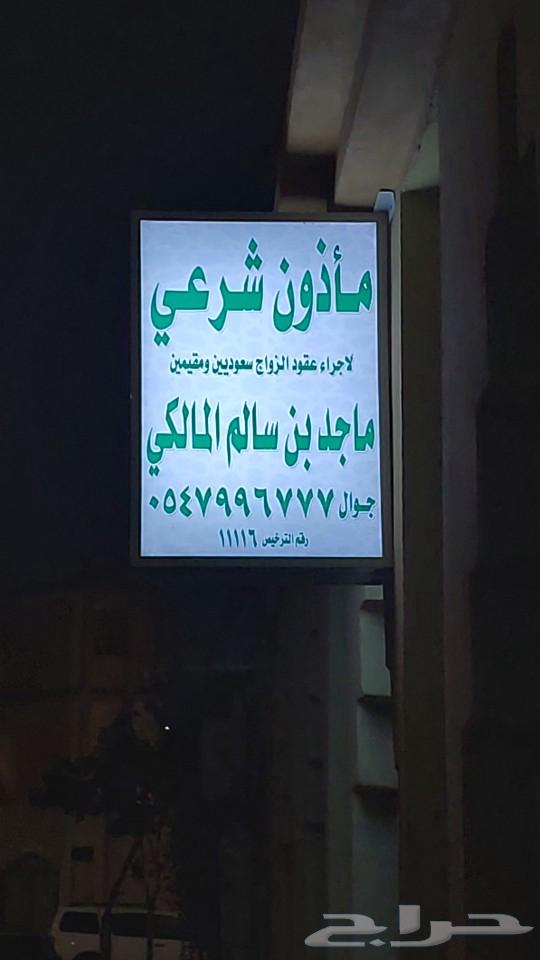 مأذون شرعي
لاجراء عقود الزواج سعوديين ومقيمين
ماجد بن سالم المالكي
جوال ٠٥٤٧٩٩٦٧٧٧
رقم الترخيص ١١١١٦
حراج